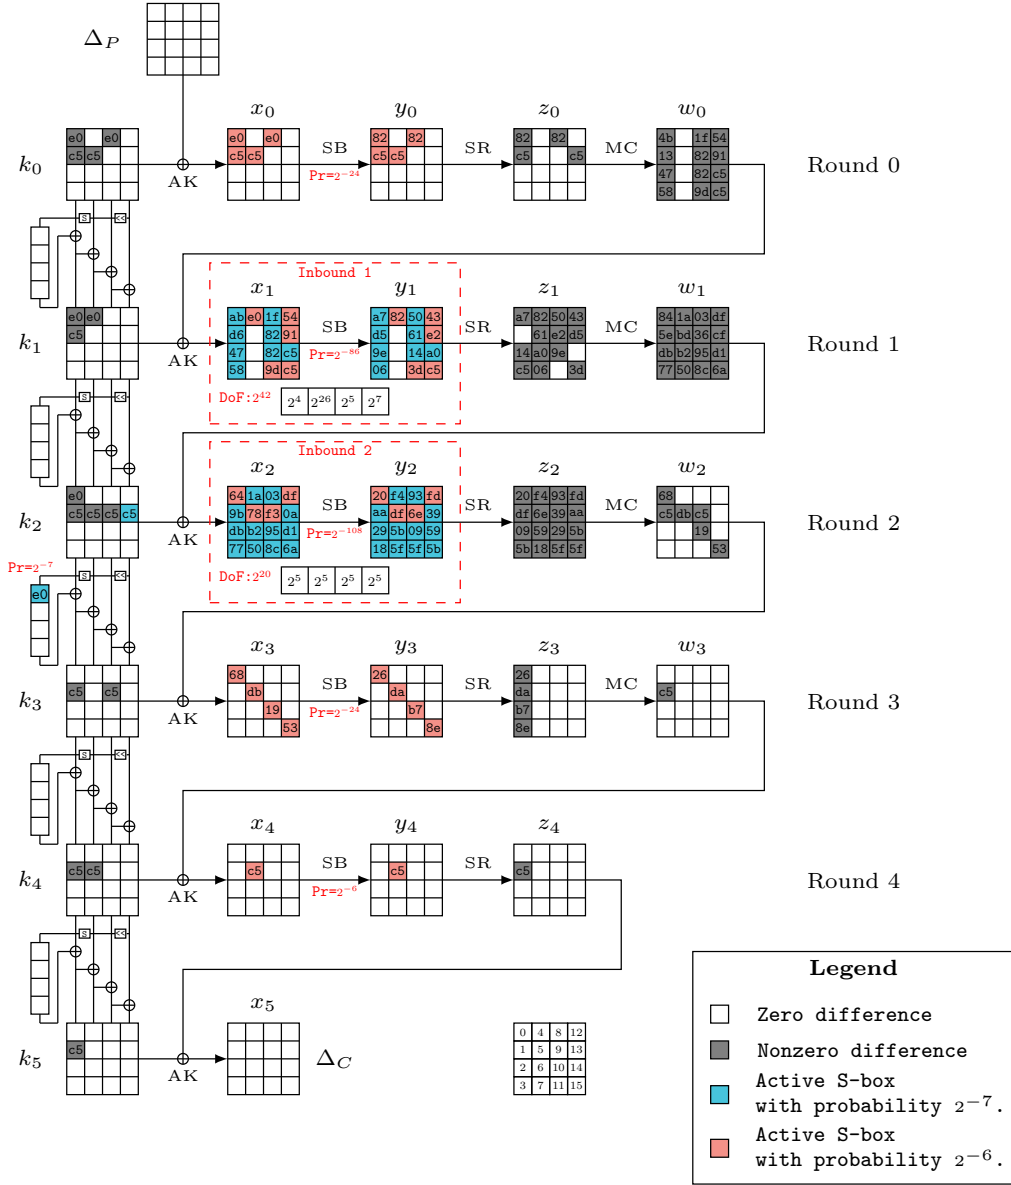 Δ_P
x_0 y_0 z_0 w_0
e0 e0 e0 e0 82 82 82 82 4b 1f 54
k_0 c5 c5 c5 c5 SB c5 c5 SR c5 c5 MC 13 82 91 Round 0
AK Pr=2^{-24} 47 82 c5
58 9d c5
S <<
Inbound 1
x_1 y_1 z_1 w_1
e0 e0 ab e0 1f 54 a7 82 50 43 a7 82 50 43 84 1a 03 df
k_1 c5 d6 82 91 SB d5 61 e2 SR 61 e2 d5 MC 5e bd 36 cf Round 1
AK 47 82 c5 Pr=2^{-86} 9e 14 a0 14 a0 9e db b2 95 d1
58 9d c5 06 3d c5 c5 06 3d 77 50 8c 6a
S << DoF:2^{42} 2^4 2^{26} 2^5 2^7
Inbound 2
x_2 y_2 z_2 w_2
e0 64 1a 03 df 20 f4 93 fd 20 f4 93 fd 68
k_2 c5 c5 c5 c5 9b 78 f3 0a SB aa df 6e 39 SR df 6e 39 aa MC c5 db c5 Round 2
AK db b2 95 d1 Pr=2^{-108} 29 5b 09 59 09 59 29 5b 19
77 50 8c 6a 18 5f 5f 5b 5b 18 5f 5f 53
Pr=2^{-7} S << DoF:2^{20} 2^5 2^5 2^5 2^5
e0
x_3 y_3 z_3 w_3
68 26 26
k_3 c5 c5 db SB da SR da MC c5 Round 3
AK 19 Pr=2^{-24} b7 b7
53 8e 8e
S <<
x_4 y_4 z_4
k_4 c5 c5 c5 SB c5 SR c5 Round 4
AK Pr=2^{-6}
S <<
x_5
k_5 c5 AK Δ_C
0 4 8 12
1 5 9 13
2 6 10 14
3 7 11 15
Legend
Zero difference
Nonzero difference
Active S-box
with probability 2^{-7}.
Active S-box
with probability 2^{-6}.